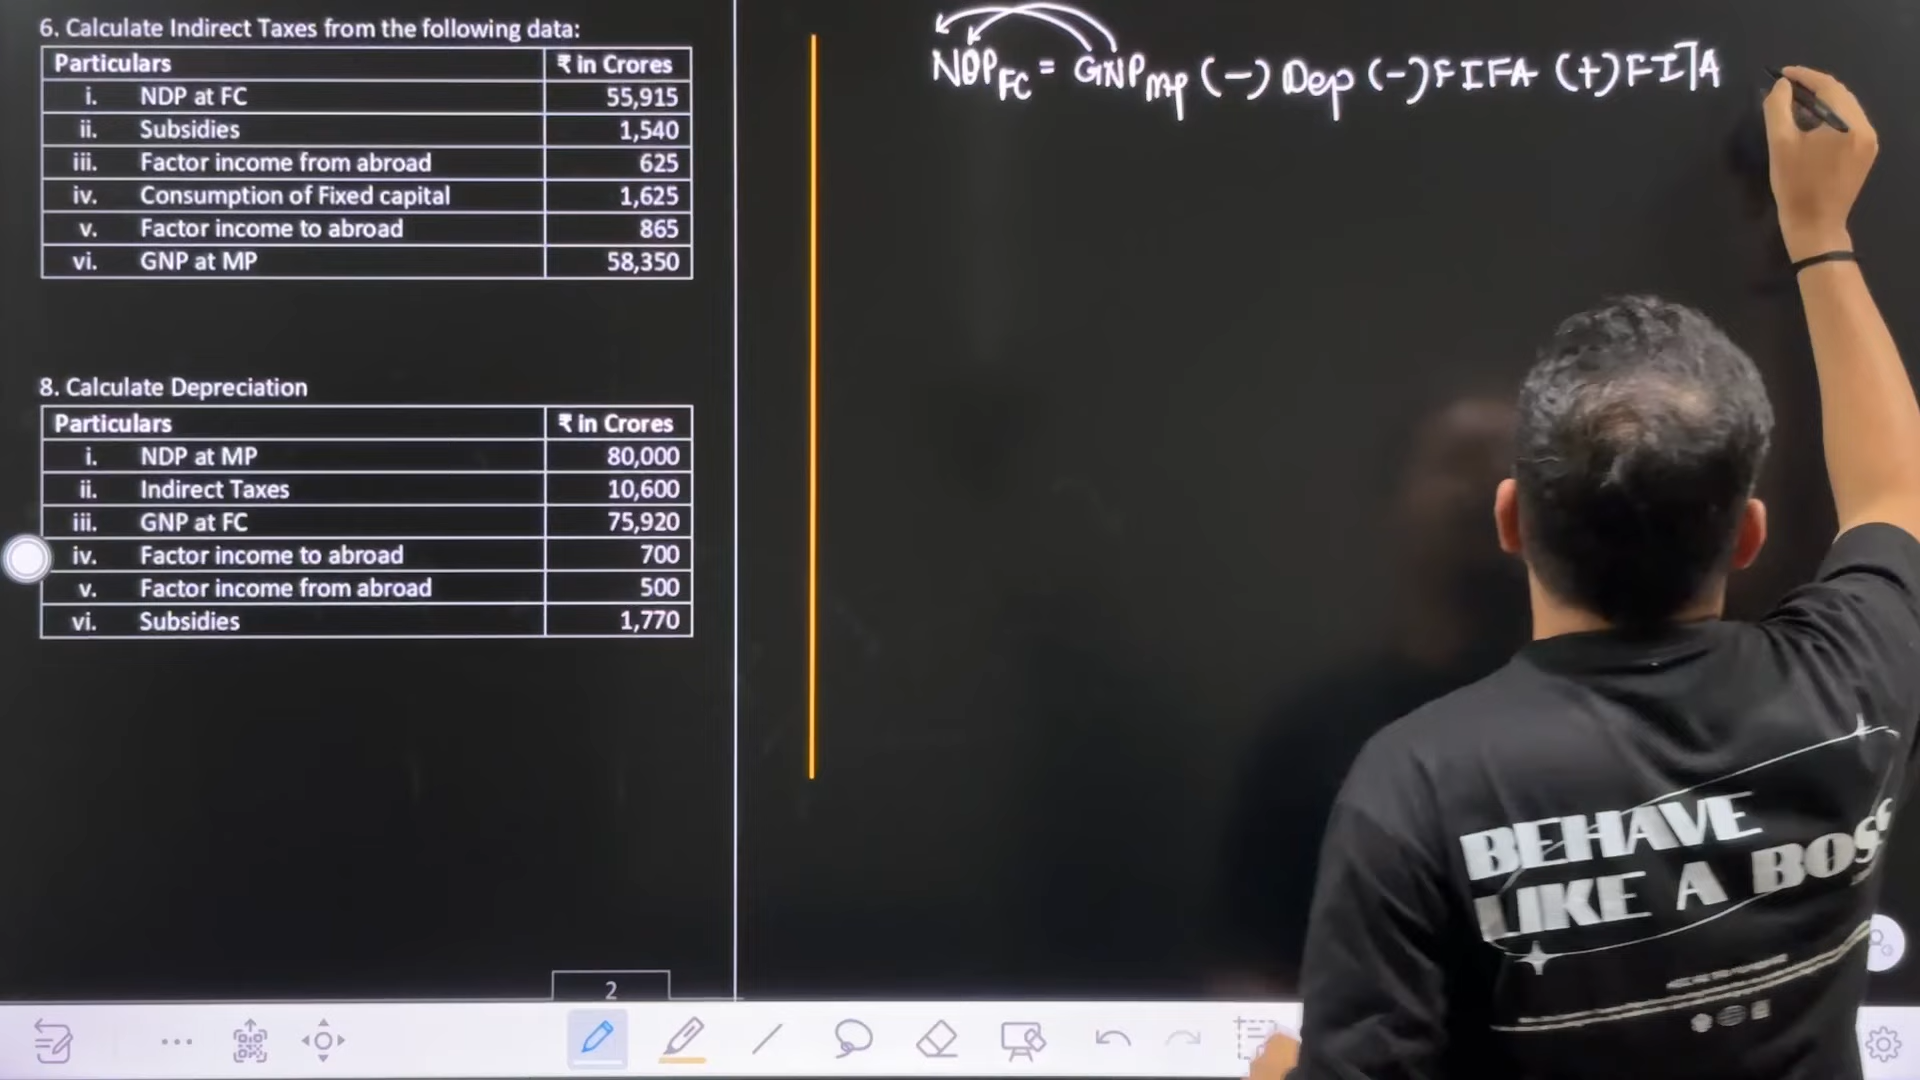 6. Calculate Indirect Taxes from the following data:
Particulars ₹ in Crores
i. NDP at FC 55,915
ii. Subsidies 1,540
iii. Factor income from abroad 625
iv. Consumption of Fixed capital 1,625
v. Factor income to abroad 865
vi. GNP at MP 58,350
8. Calculate Depreciation
Particulars ₹ in Crores
i. NDP at MP 80,000
ii. Indirect Taxes 10,600
iii. GNP at FC 75,920
iv. Factor income to abroad 700
v. Factor income from abroad 500
vi. Subsidies 1,770
2
NDP FC = GNP mp (-) Dep (-) FIFA (+) FITA
BEHAVE
LIKE A BOSS